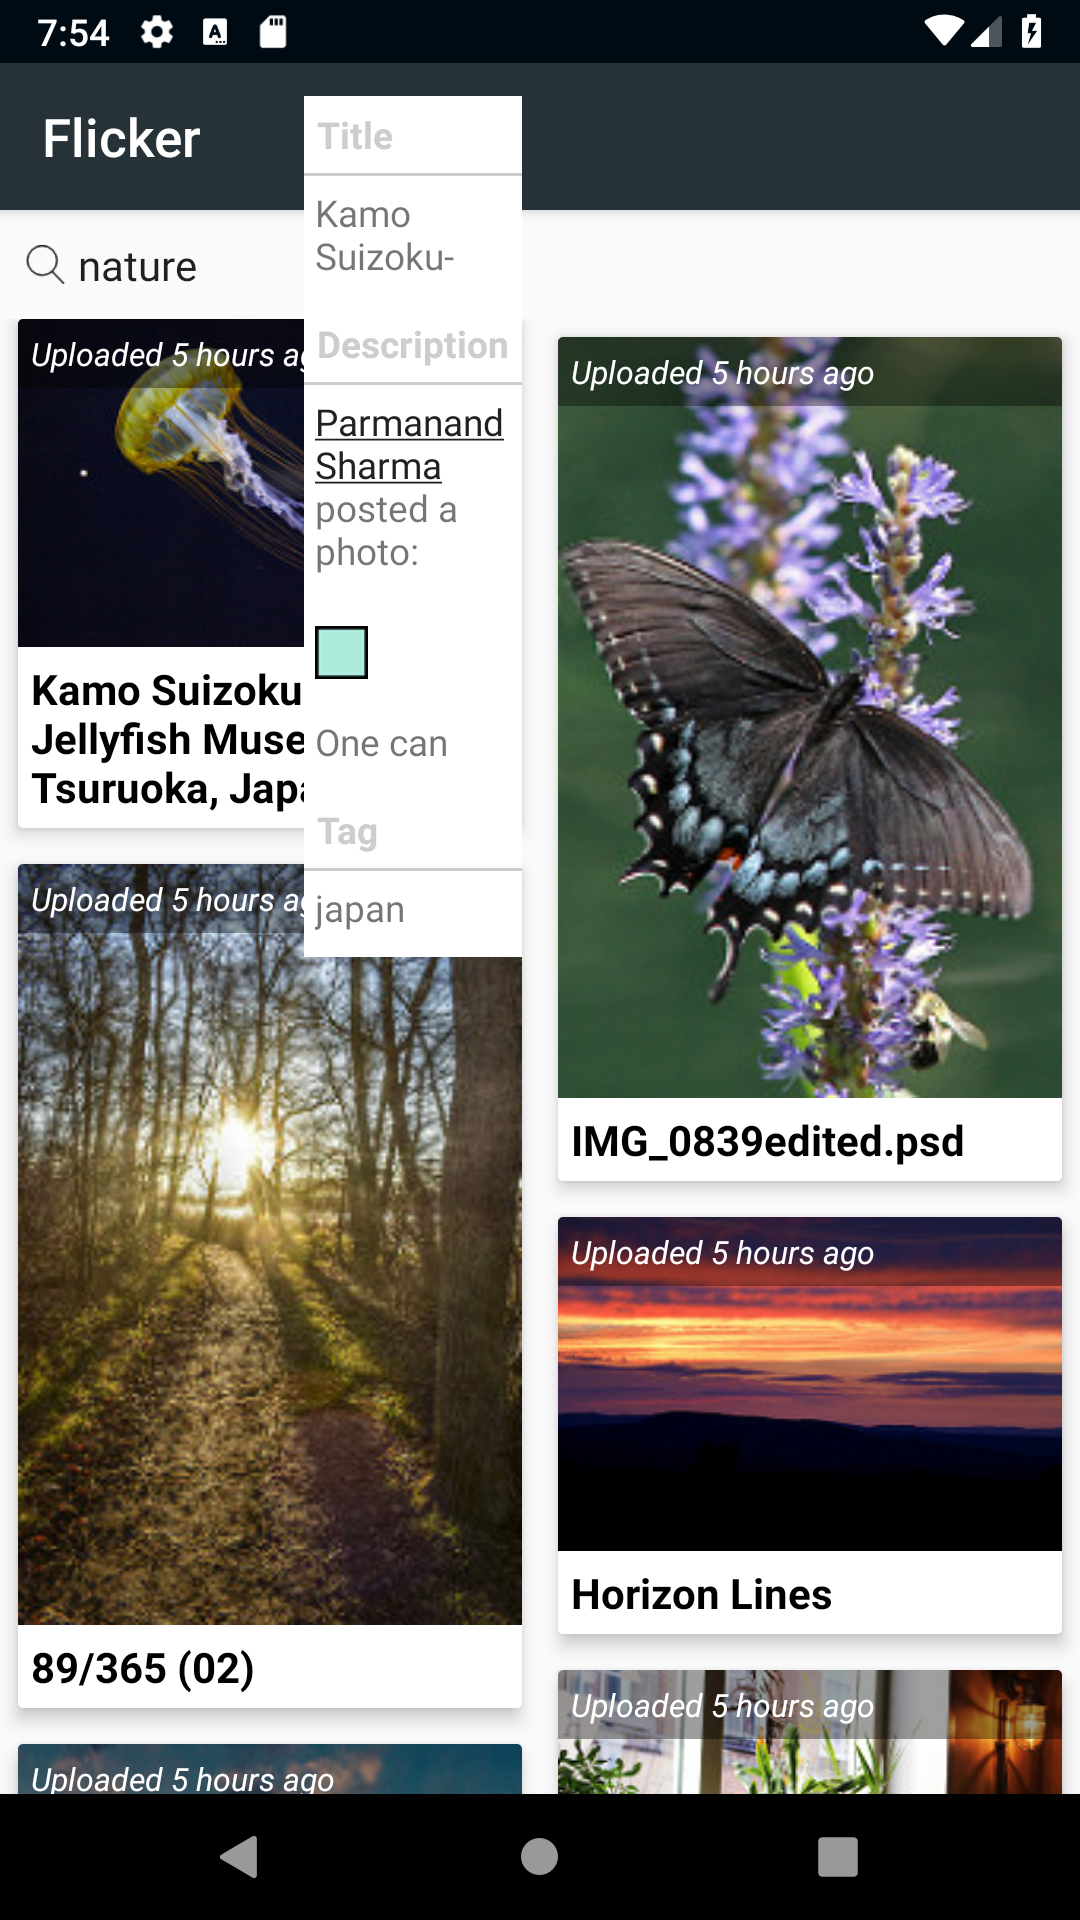 7:54
Flicker
nature
Title
Kamo
Suizoku-
Description
Parmanand
Sharma
posted a
photo:
One can
Tag
japan
Uploaded 5 hours
Kamo Suizoku
Jellyfish
Tsuruoka,
Uploaded 5 hours ago
IMG_0839edited.psd
Uploaded 5 hours
89/365 (02)
Uploaded 5 hours ago
Horizon Lines
Uploaded 5 hours ago
Uploaded 5 hours ago